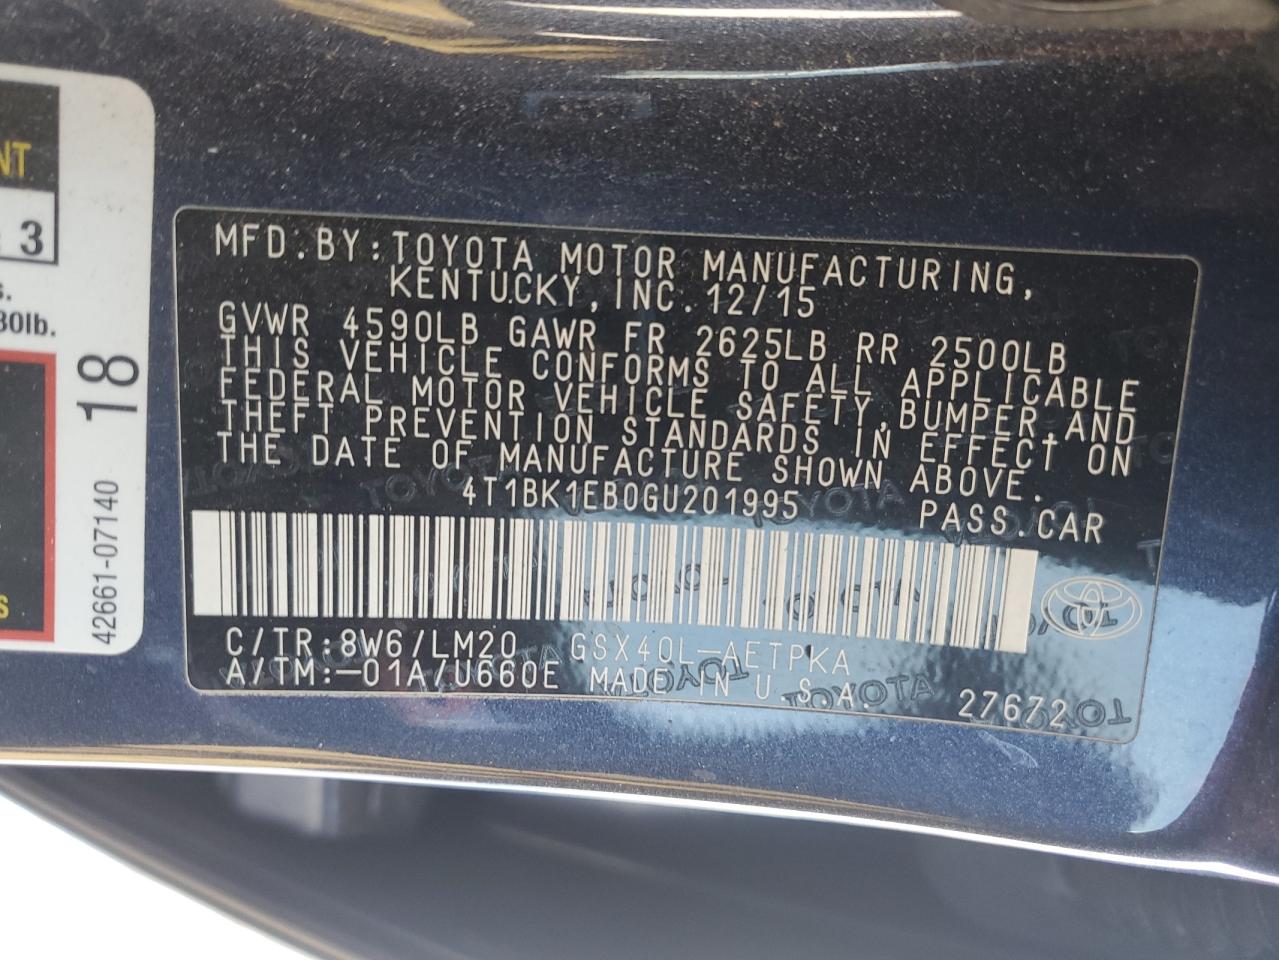 NT
3
s.
30lb.
S
18
42661-07140
MFD.BY:TOYOTA MOTOR MANUFACTURING,
KENTUCKY,INC.12/15
GVWR 4590LB GAWR FR 2625LB RR 2500LB
THIS VEHICLE CONFORMS TO ALL APPLICABLE
FEDERAL MOTOR VEHICLE SAFETY,BUMPER,AND
THEFT PREVENTION STANDARDS IN EFFECT ON
THE DATE OF MANUFACTURE SHOWN ABOVE.
4T1BK1EB0GU201995 PASS.CAR
C/TR:8W6/LM20 GSX40L-AETPKA
A/TM:-01A/U660E MADE IN U.S.A.
27672
TOYOTA